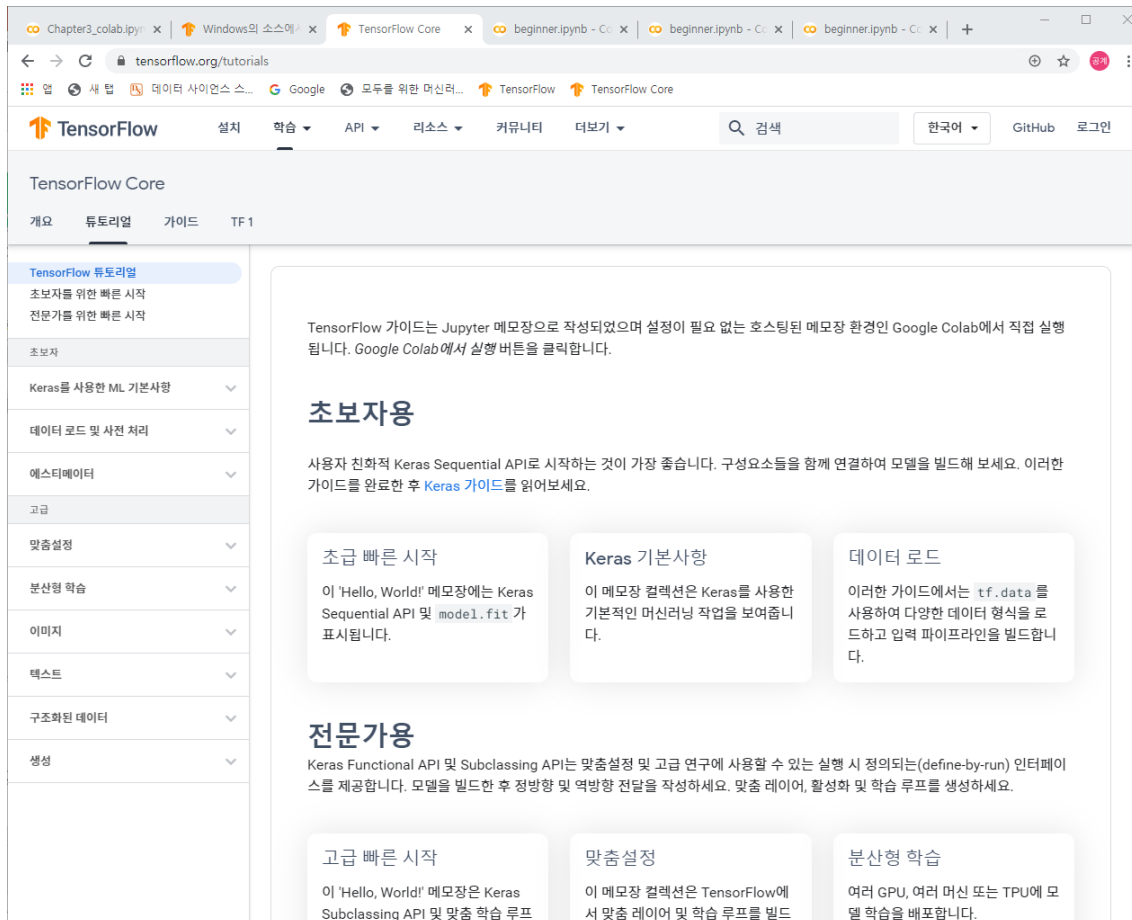 Chapter3_colab.ipyn
Windows의 소스에서
TensorFlow Core
beginner.ipynb - Co
beginner.ipynb - Co
beginner.ipynb - Co
tensorflow.org/tutorials
공계
앱
새 탭
데이터 사이언스 스...
Google
모두를 위한 머신러...
TensorFlow
TensorFlow Core
TensorFlow
설치
학습
API
리소스
커뮤니티
더보기
검색
한국어
GitHub
로그인
TensorFlow Core
개요
튜토리얼
가이드
TF 1
TensorFlow 튜토리얼
초보자를 위한 빠른 시작
전문가를 위한 빠른 시작
초보자
Keras를 사용한 ML 기본사항
데이터 로드 및 사전 처리
에스티메이터
고급
맞춤설정
분산형 학습
이미지
텍스트
구조화된 데이터
생성
TensorFlow 가이드는 Jupyter 메모장으로 작성되었으며 설정이 필요 없는 호스팅된 메모장 환경인 Google Colab에서 직접 실행
됩니다. Google Colab에서 실행 버튼을 클릭합니다.
초보자용
사용자 친화적 Keras Sequential API로 시작하는 것이 가장 좋습니다. 구성요소들을 함께 연결하여 모델을 빌드해 보세요. 이러한
가이드를 완료한 후 Keras 가이드를 읽어보세요.
초급 빠른 시작
이 'Hello, World!' 메모장에는 Keras
Sequential API 및 model.fit 가
표시됩니다.
Keras 기본사항
이 메모장 컬렉션은 Keras를 사용한
기본적인 머신러닝 작업을 보여줍니
다.
데이터 로드
이러한 가이드에서는 tf.data 를
사용하여 다양한 데이터 형식을 로
드하고 입력 파이프라인을 빌드합니
다.
전문가용
Keras Functional API 및 Subclassing API는 맞춤설정 및 고급 연구에 사용할 수 있는 실행 시 정의되는(define-by-run) 인터페이
스를 제공합니다. 모델을 빌드한 후 정방향 및 역방향 전달을 작성하세요. 맞춤 레이어, 활성화 및 학습 루프를 생성하세요.
고급 빠른 시작
이 'Hello, World!' 메모장은 Keras
Subclassing API 및 맞춤 학습 루프
맞춤설정
이 메모장 컬렉션은 TensorFlow에
서 맞춤 레이어 및 학습 루프를 빌드
분산형 학습
여러 GPU, 여러 머신 또는 TPU에 모
델 학습을 배포합니다.